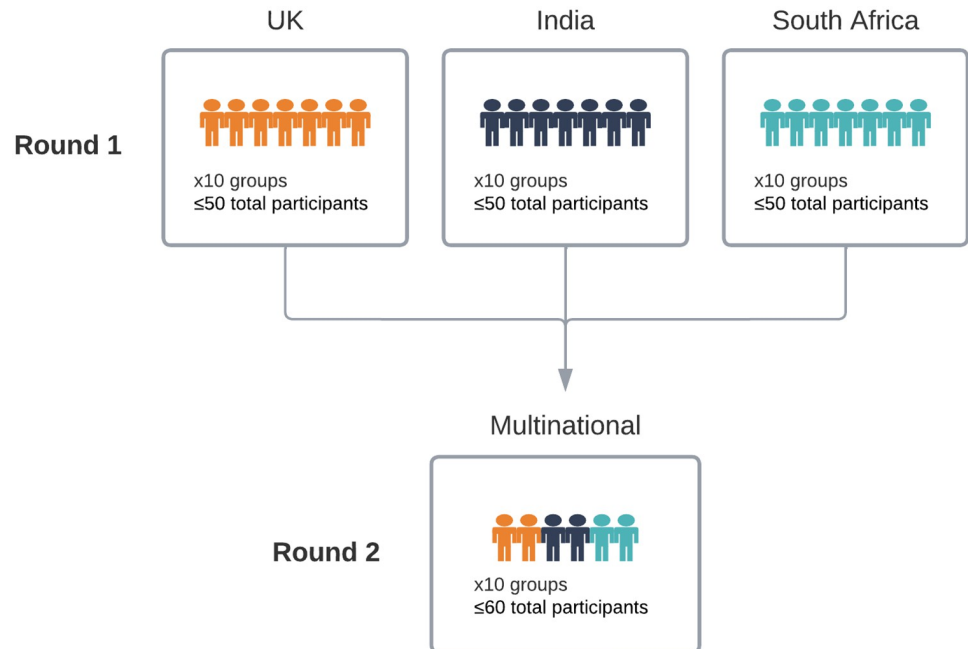 UK
India
South Africa
Round 1
x10 groups
≤50 total participants
x10 groups
≤50 total participants
x10 groups
≤50 total participants
Multinational
Round 2
x10 groups
≤60 total participants